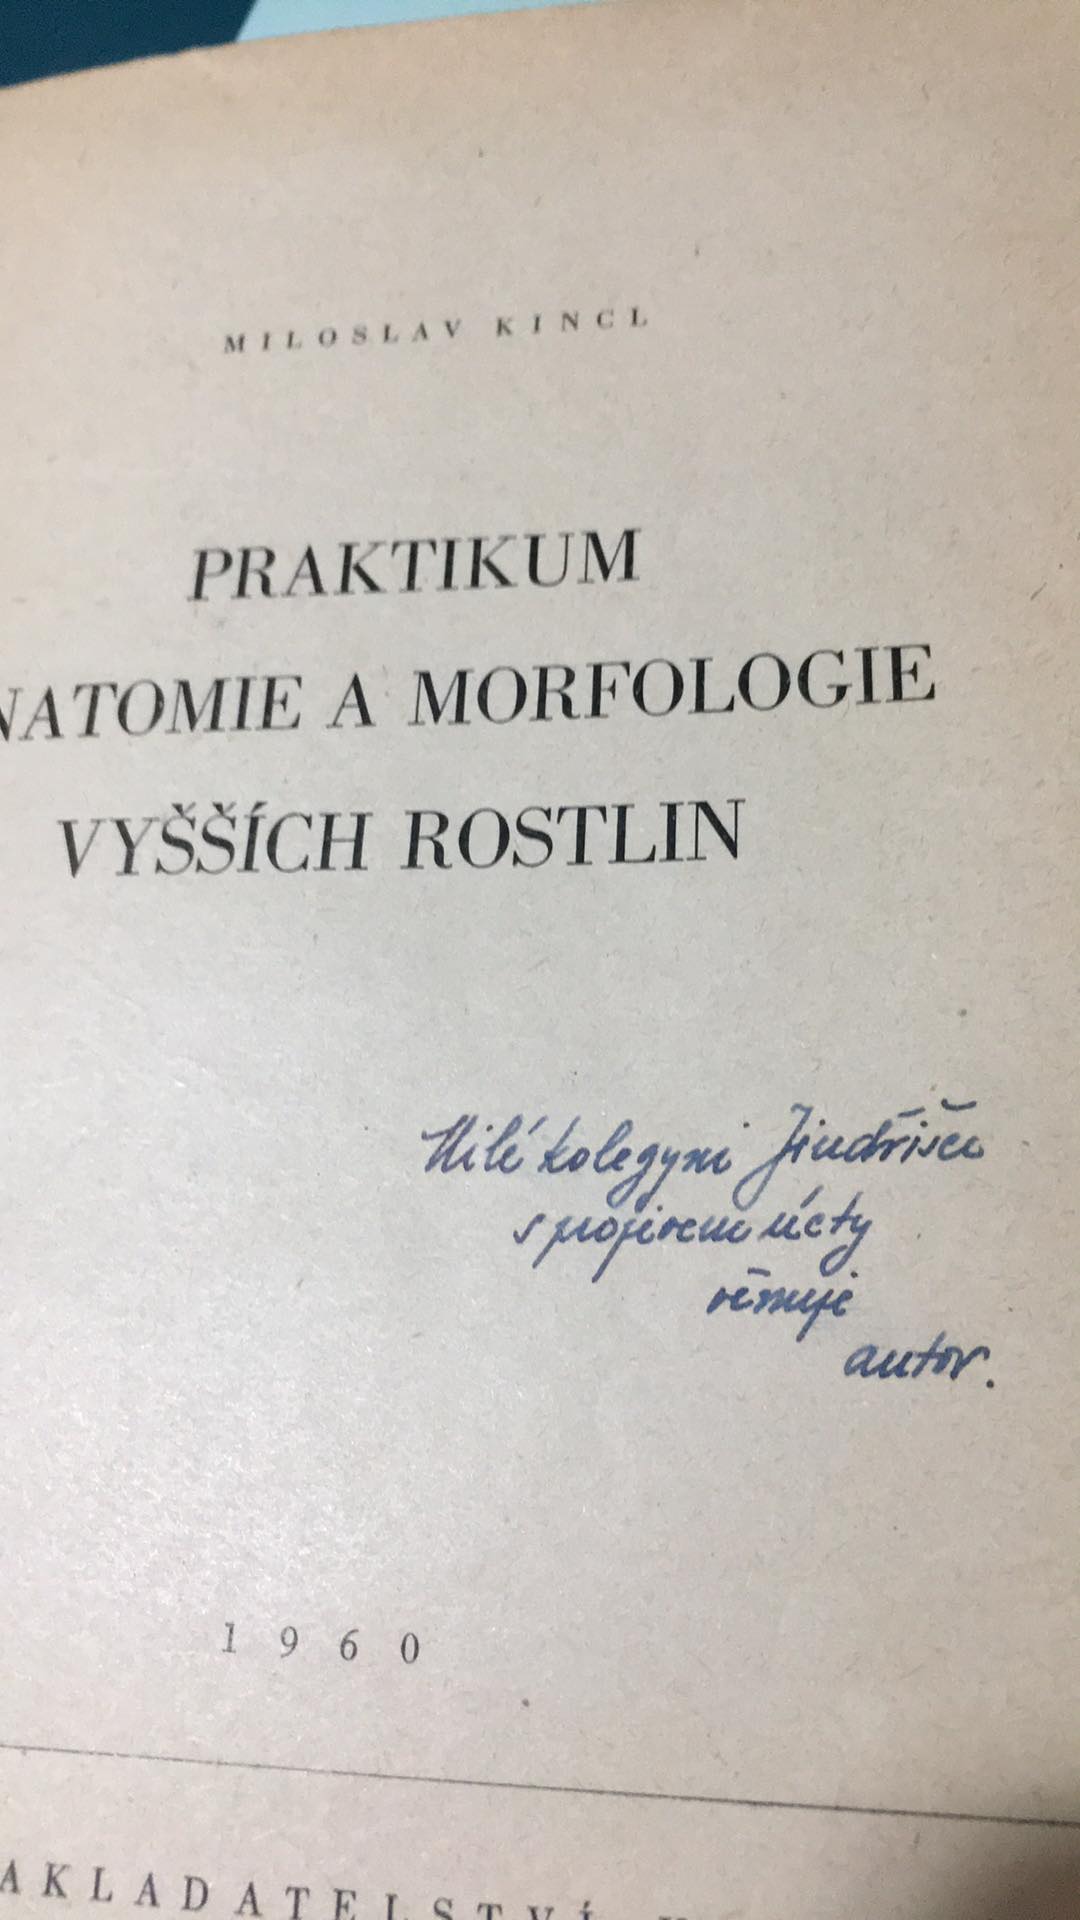 MILOSLAV KINCL
PRAKTIKUM
NATOMIE A MORFOLOGIE
VYŠŠÍCH ROSTLIN
Milé kolegyni Jindřišce
s projevem úcty
věnuje
autor.
1960
AKLADATELSTVÍ